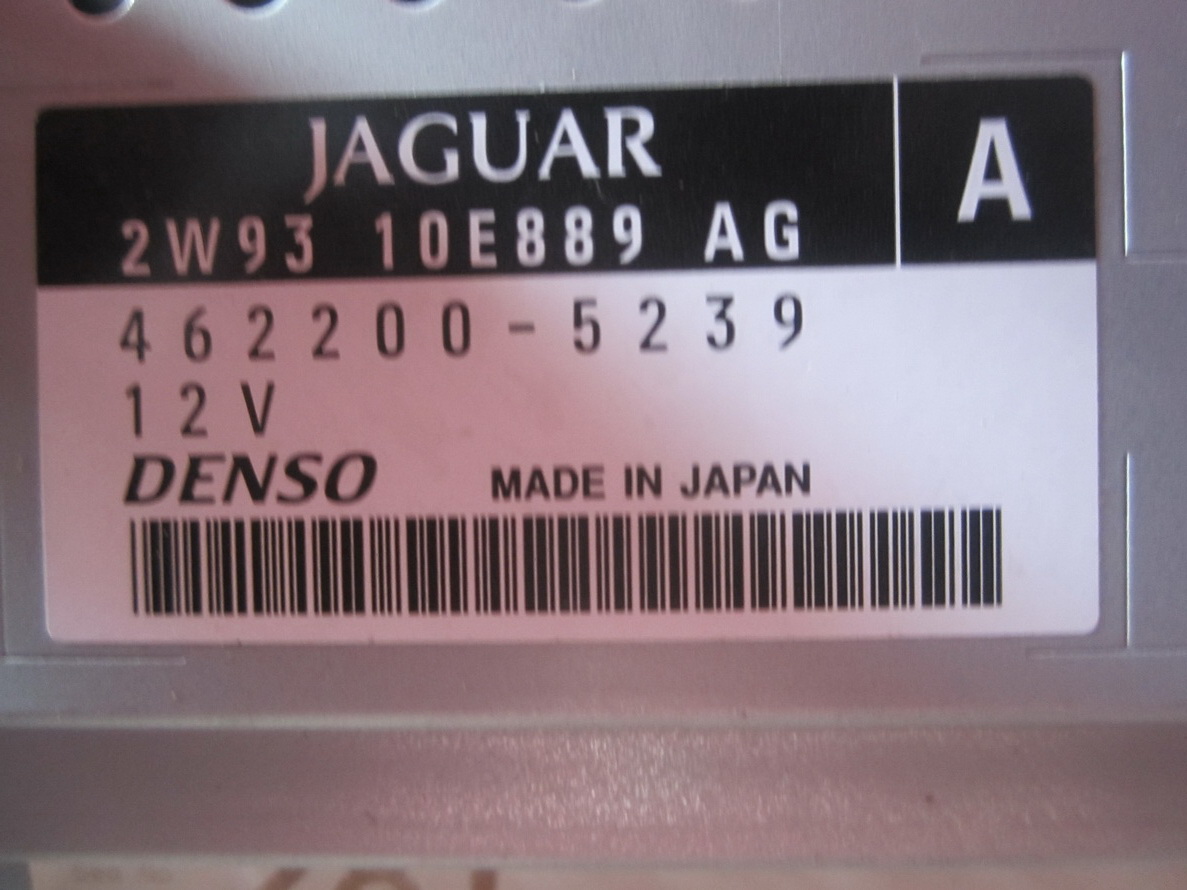 JAGUAR
A
2W93 10E889 AG
462200-5239
12V
DENSO MADE IN JAPAN